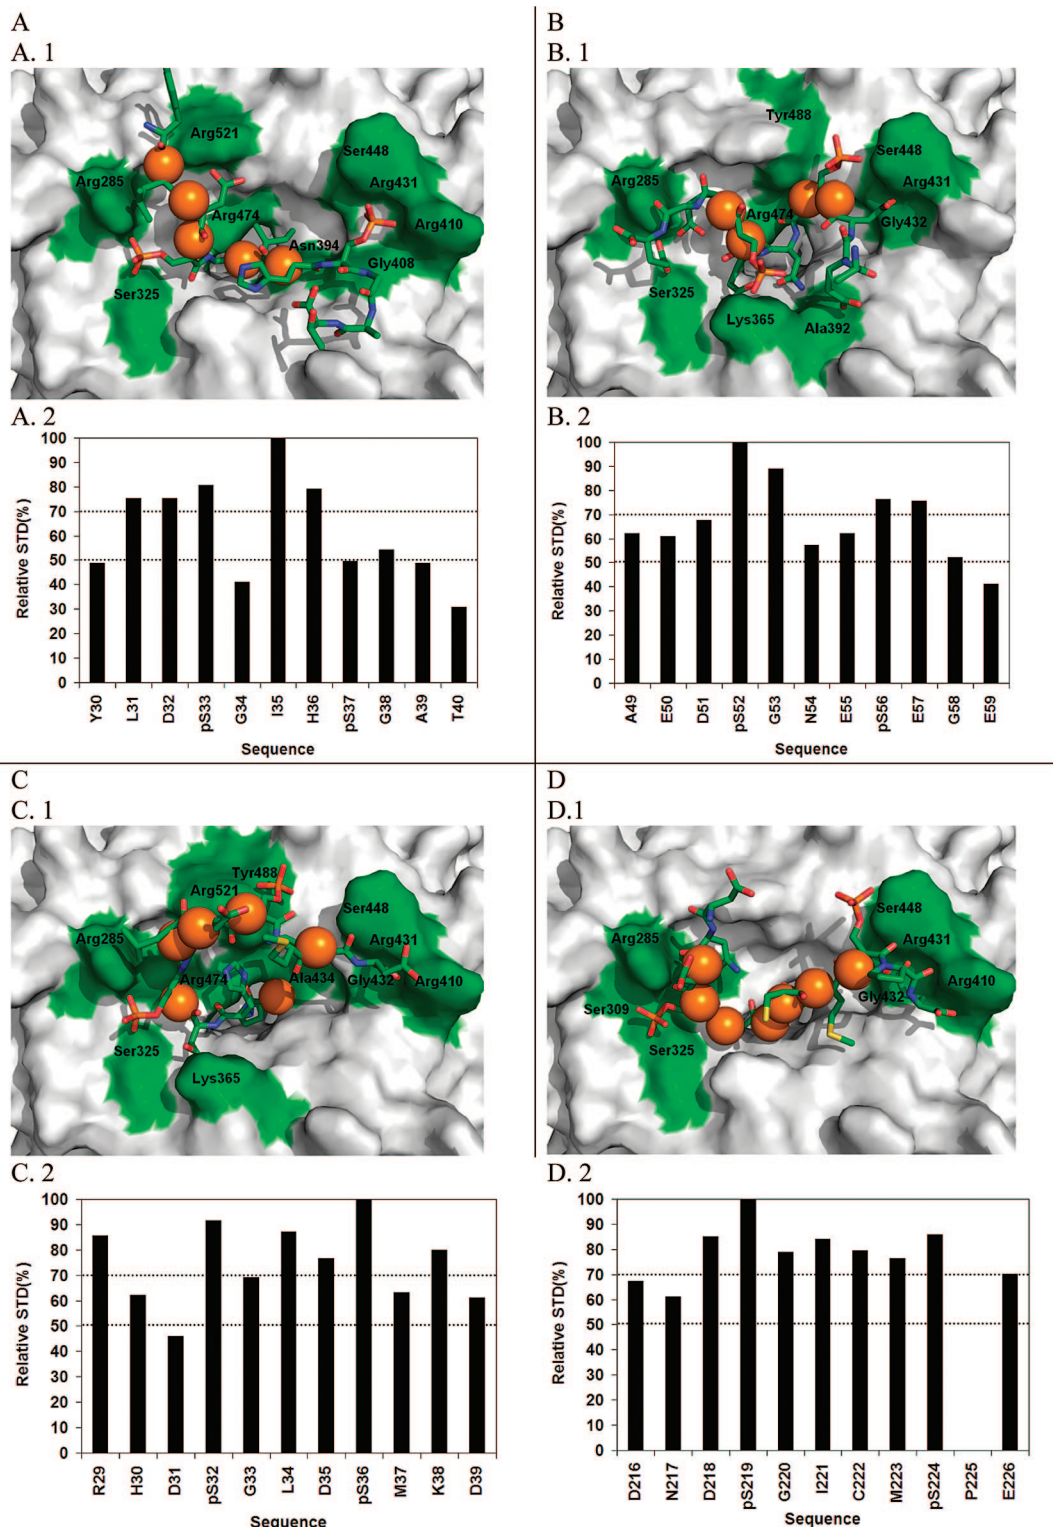 A
A. 1
Arg521
Ser448
Arg285
Arg431
Arg474
Arg410
Asn394
Gly408
Ser325
A. 2
Relative STD(%)
100
90
80
70
60
50
40
30
20
10
0
Y30 L31 D32 pS33 G34 I35 H36 pS37 G38 A39 T40
Sequence
B
B. 1
Tyr488
Ser448
Arg285
Arg431
Arg474
Gly432
Ser325
Lys365
Ala392
B. 2
Relative STD(%)
100
90
80
70
60
50
40
30
20
10
0
A49 E50 D51 pS52 G53 N54 E55 pS56 E57 G58 E59
Sequence
C
C. 1
Tyr488
Arg521
Ser448
Arg285
Arg431
Arg474
Ala434
Gly432
Arg410
Ser325
Lys365
C. 2
Relative STD(%)
100
90
80
70
60
50
40
30
20
10
0
R29 H30 D31 pS32 G33 L34 D35 pS36 M37 K38 D39
Sequence
D
D.1
Ser448
Arg285
Arg431
Arg410
Ser309
Gly432
Ser325
D. 2
Relative STD(%)
100
90
80
70
60
50
40
30
20
10
0
D216 N217 D218 pS219 G220 I221 C222 M223 pS224 P225 E226
Sequence